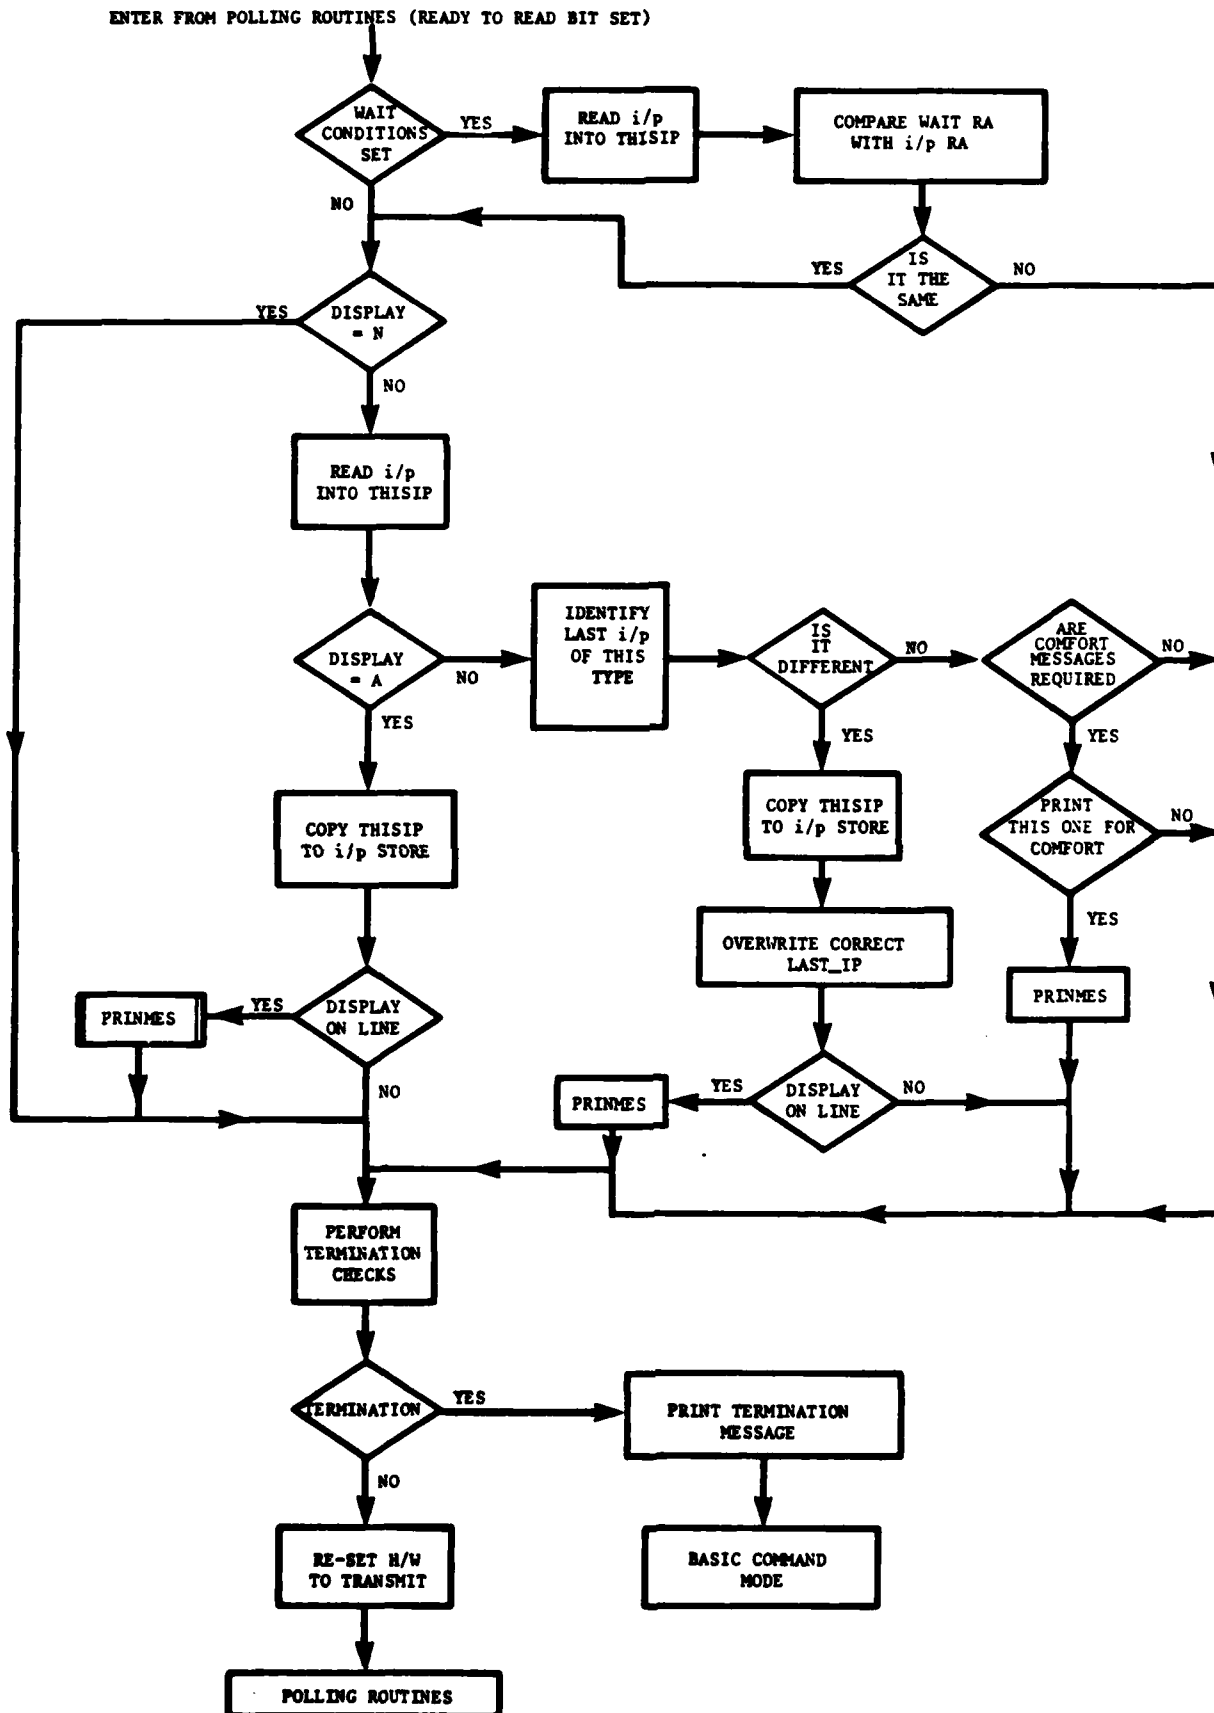 ENTER FROM POLLING ROUTINES (READY TO READ BIT SET)
WAIT
CONDITIONS
SET
YES
READ i/p
INTO THISIP
COMPARE WAIT RA
WITH i/p RA
NO
YES
IS
IT THE
SAME
NO
YES
DISPLAY
= N
NO
READ i/p
INTO THISIP
DISPLAY
= A
NO
IDENTIFY
LAST i/p
OF THIS
TYPE
IS
IT
DIFFERENT
NO
ARE
COMFORT
MESSAGES
REQUIRED
NO
YES
YES
YES
COPY THISIP
TO i/p STORE
COPY THISIP
TO i/p STORE
PRINT
THIS ONE FOR
COMFORT
NO
YES
OVERWRITE CORRECT
LAST_IP
PRINMES
YES
DISPLAY
ON LINE
PRINMES
NO
PRINMES
YES
DISPLAY
ON LINE
NO
PERFORM
TERMINATION
CHECKS
TERMINATION
YES
PRINT TERMINATION
MESSAGE
NO
RE-SET H/W
TO TRANSMIT
BASIC COMMAND
MODE
POLLING ROUTINES